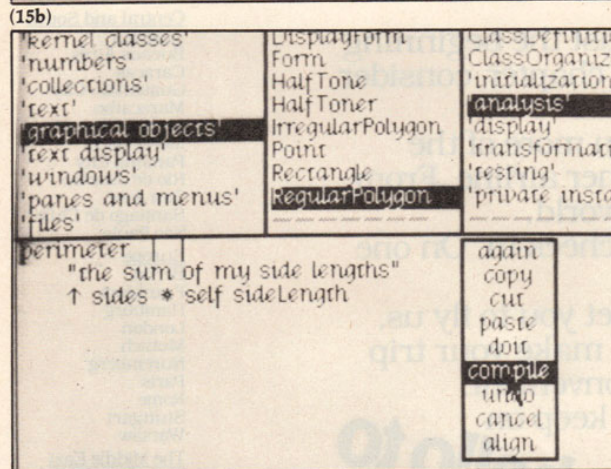 (15b)
'kernel classes'
'numbers'
'collections'
'text'
'graphical objects'
'text display'
'windows'
'panes and menus'
'files'
DisplayForm
Form
HalfTone
HalfToner
IrregularPolygon
Point
Rectangle
RegularPolygon
ClassDefinitio
ClassOrganiz
'initialization
'analysis'
'display'
'transformati
'testing'
'private insta
perimeter
"the sum of my side lengths"
↑ sides * self sideLength
again
copy
cut
paste
doit
compile
undo
cancel
align